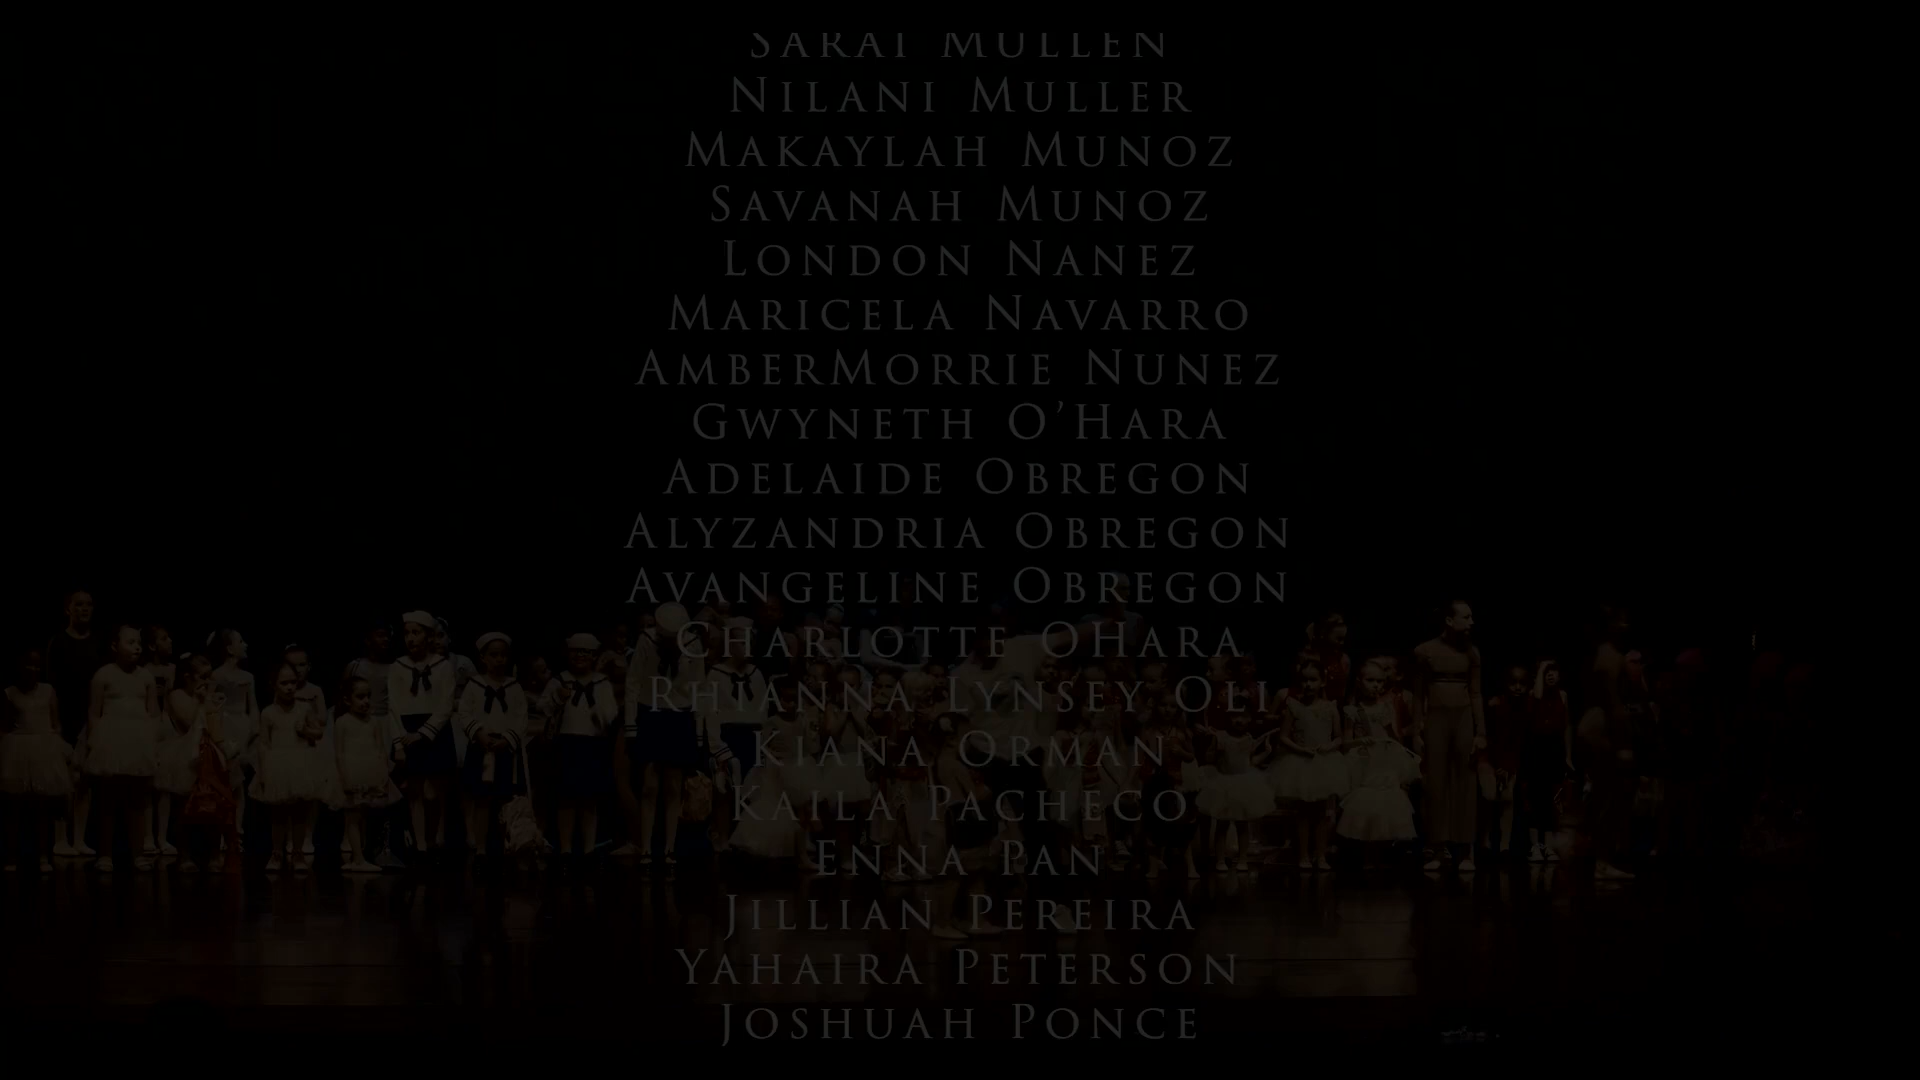 Sarai Mullen
Nilani Muller
Makaylah Munoz
Savanah Munoz
London Nanez
Maricela Navarro
AmberMorrie Nunez
Gwyneth O’Hara
Adelaide Obregon
Alyzandria Obregon
Avangeline Obregon
Charlotte OHara
Rhianna Lynsey Oli
Kiana Orman
Kaila Pacheco
Enna Pan
Jillian Pereira
Yahaira Peterson
Joshuah Ponce